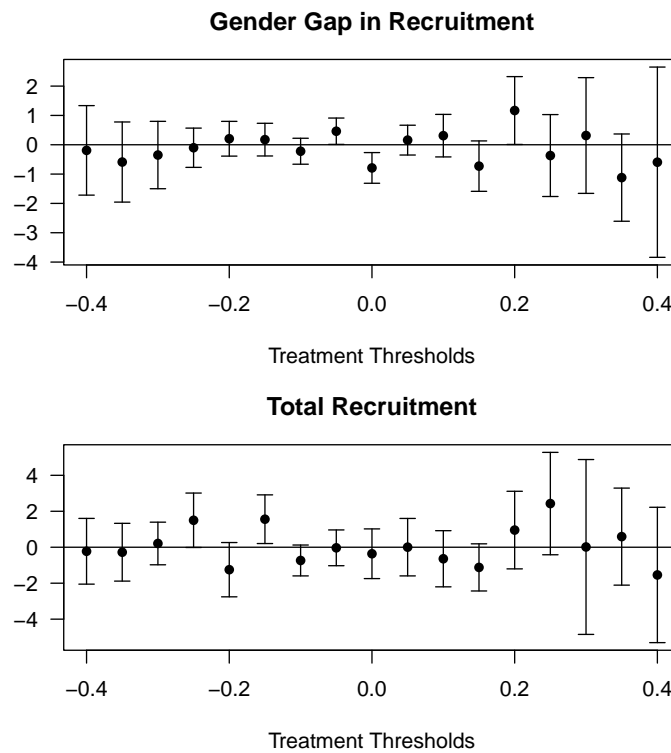 Gender Gap in Recruitment
2
1
0
−1
−2
−3
−4
−0.4 −0.2 0.0 0.2 0.4
Treatment Thresholds
Total Recruitment
4
2
0
−2
−4
−0.4 −0.2 0.0 0.2 0.4
Treatment Thresholds